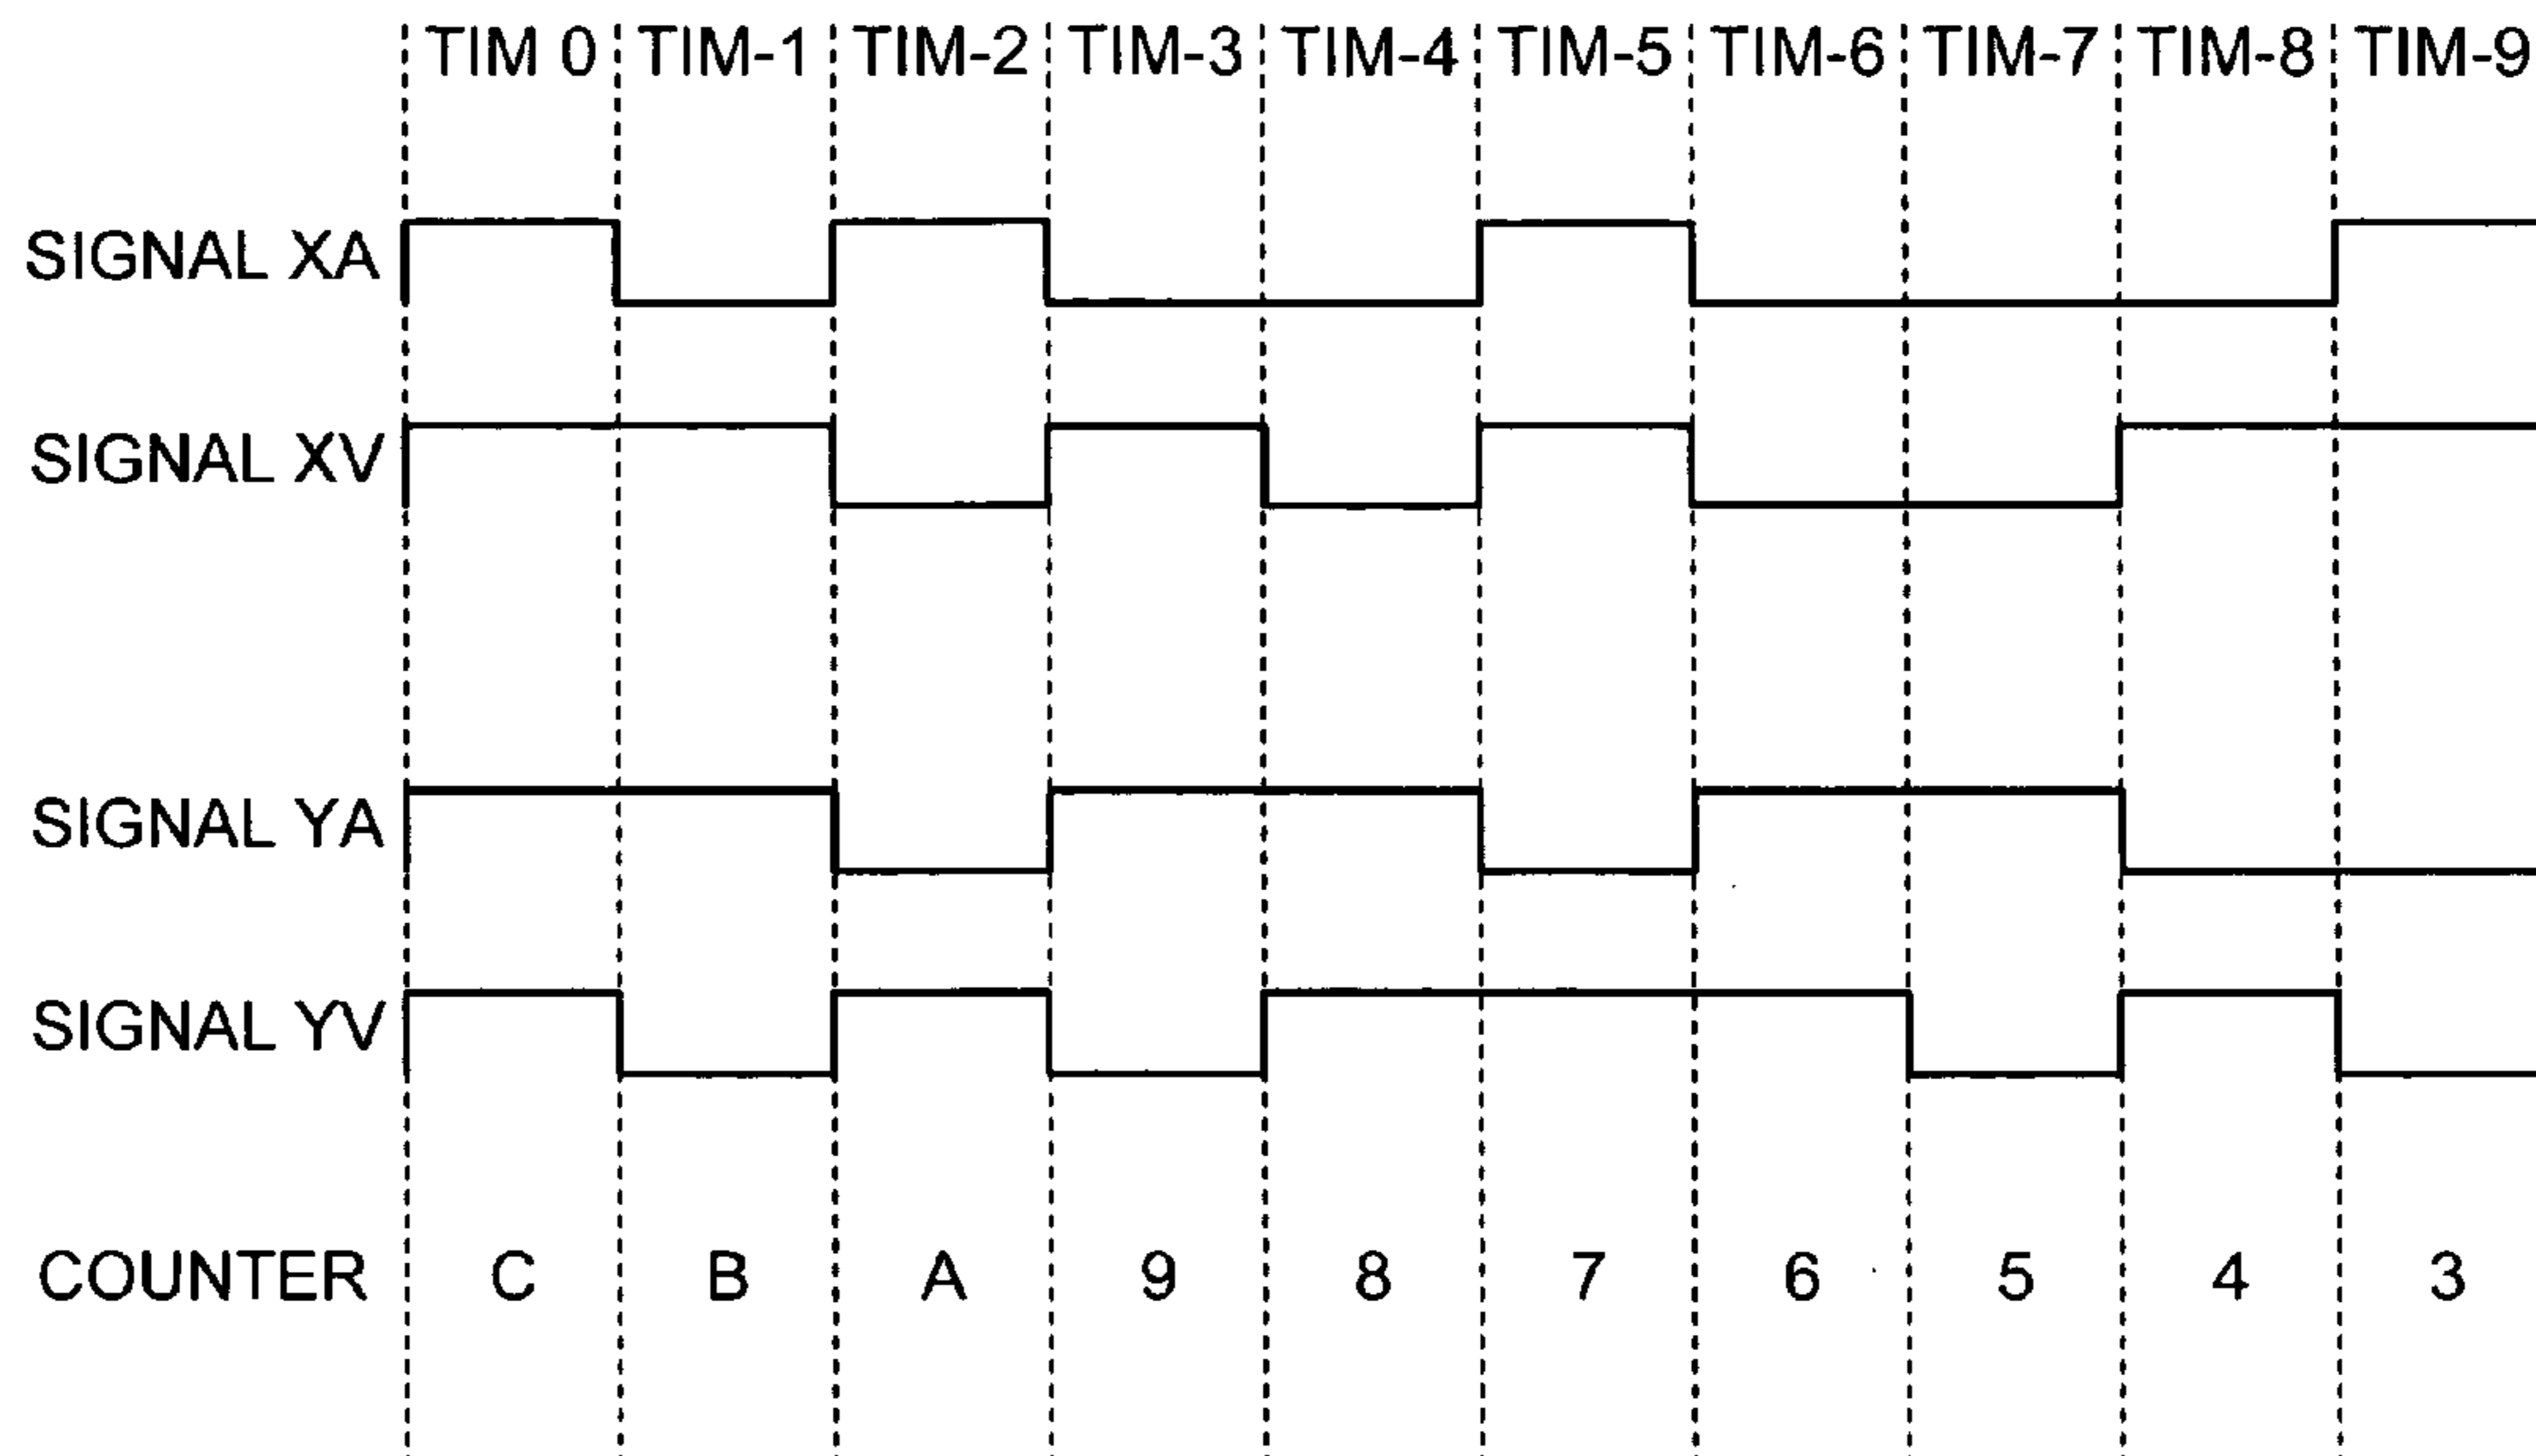 TIM 0 TIM-1 TIM-2 TIM-3 TIM-4 TIM-5 TIM-6 TIM-7 TIM-8 TIM-9
SIGNAL XA
SIGNAL XV
SIGNAL YA
SIGNAL YV
COUNTER C B A 9 8 7 6 5 4 3